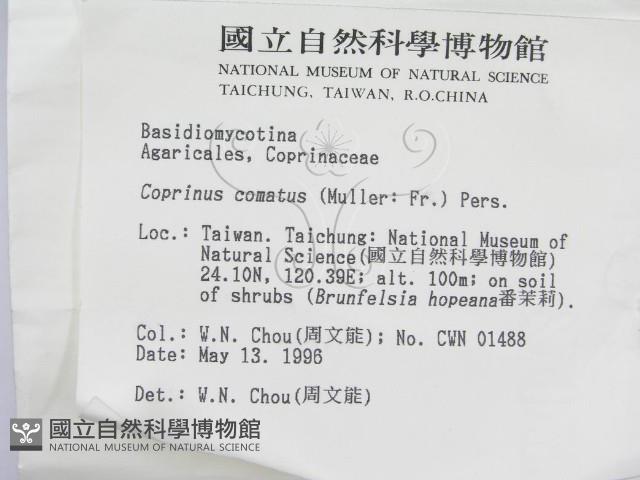 國立自然科學博物館
NATIONAL MUSEUM OF NATURAL SCIENCE
TAICHUNG, TAIWAN, R.O.CHINA
Basidiomycotina
Agaricales, Coprinaceae
Coprinus comatus (Muller: Fr.) Pers.
Loc.: Taiwan. Taichung: National Museum of
Natural Science(國立自然科學博物館)
24.10N, 120.39E; alt. 100m; on soil
of shrubs (Brunfelsia hopeana番茉莉).
Col.: W.N. Chou(周文能); No. CWN 01488
Date: May 13. 1996
Det.: W.N. Chou(周文能)
國立自然科學博物館
NATIONAL MUSEUM OF NATURAL SCIENCE